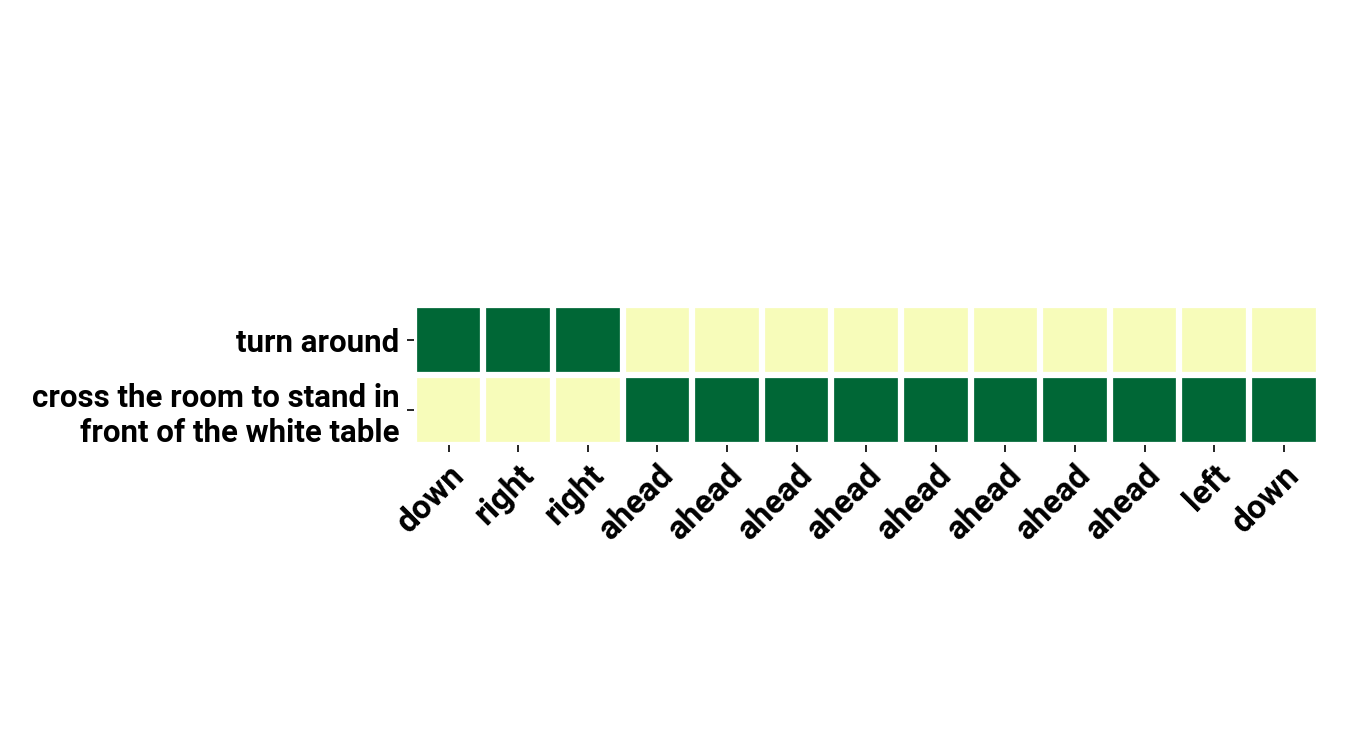 turn around
cross the room to stand in
front of the white table
down right right ahead ahead ahead ahead ahead ahead ahead ahead left down